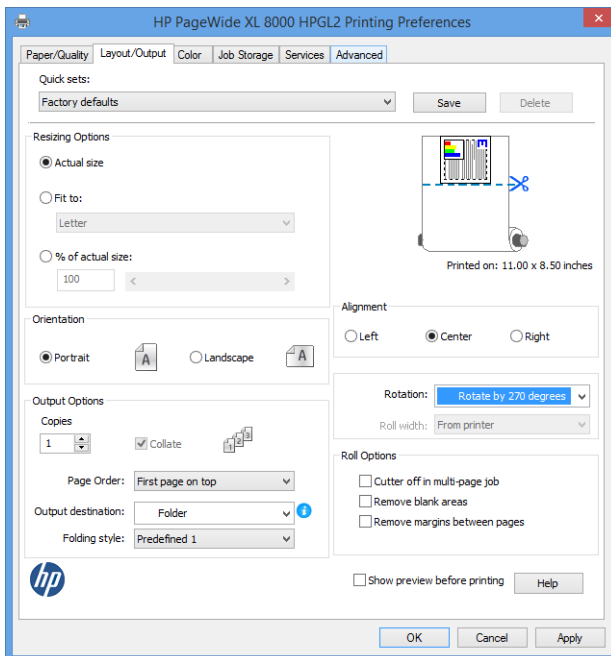 HP PageWide XL 8000 HPGL2 Printing Preferences
Paper/Quality Layout/Output Color Job Storage Services Advanced
Quick sets:
Factory defaults Save Delete
Resizing Options
Actual size
Fit to:
Letter
% of actual size:
100
Printed on: 11.00 x 8.50 inches
Orientation
Portrait A Landscape A
Alignment
Left Center Right
Rotation: Rotate by 270 degrees
Roll width: From printer
Output Options
Copies
1 Collate 1 2 3
Page Order: First page on top
Output destination: Folder i
Folding style: Predefined 1
Roll Options
Cutter off in multi-page job
Remove blank areas
Remove margins between pages
hp
Show preview before printing Help
OK Cancel Apply